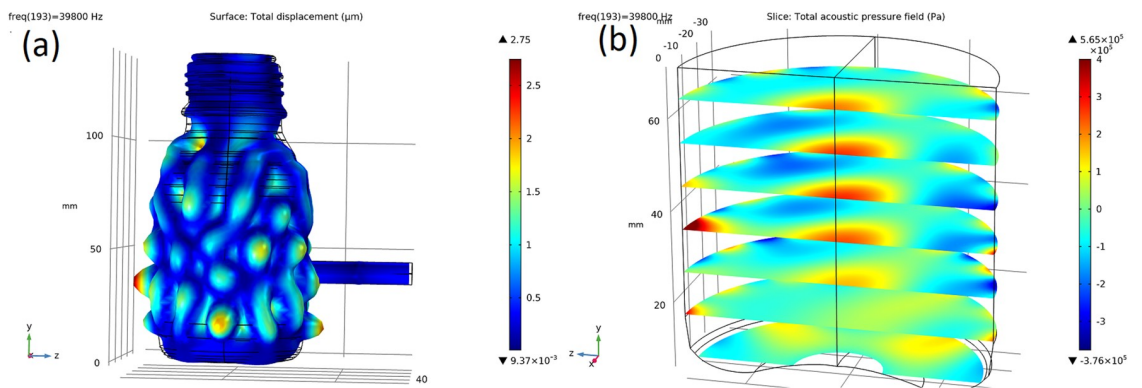 freq(193)=39800 Hz
Surface: Total displacement (μm)
(a)
▲ 2.75
2.5
2
1.5
1
0.5
▼ 9.37×10⁻³
100
mm
50
0
40
y
z
freq(193)=39800 Hz
Slice: Total acoustic pressure field (Pa)
(b)
mm
-30
-20
-10
0
▲ 5.65×10⁵
×10⁵
4
3
2
1
0
-1
-2
-3
▼ -3.76×10⁵
60
mm
40
20
y
z
x